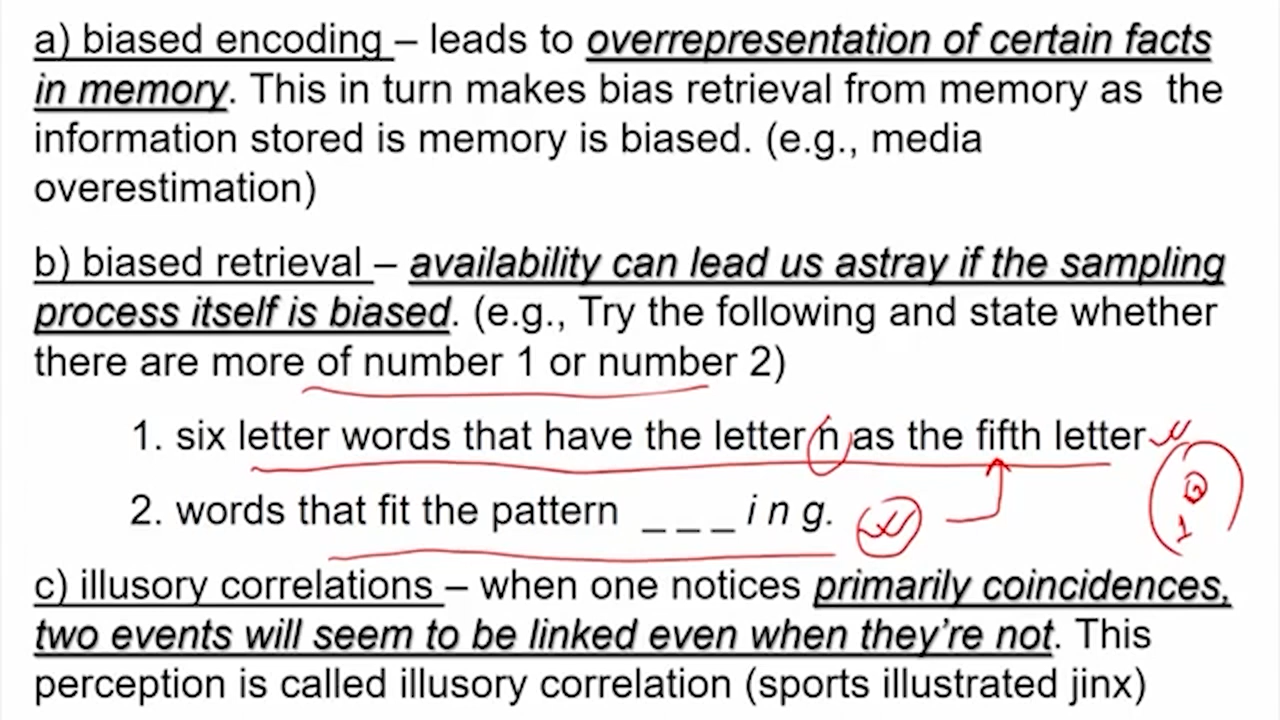 a) biased encoding – leads to overrepresentation of certain facts
in memory. This in turn makes bias retrieval from memory as the
information stored is memory is biased. (e.g., media
overestimation)
b) biased retrieval – availability can lead us astray if the sampling
process itself is biased. (e.g., Try the following and state whether
there are more of number 1 or number 2)
1. six letter words that have the letter n as the fifth letter
2. words that fit the pattern _ _ _ i n g.
2
1
c) illusory correlations – when one notices primarily coincidences,
two events will seem to be linked even when they're not. This
perception is called illusory correlation (sports illustrated jinx)